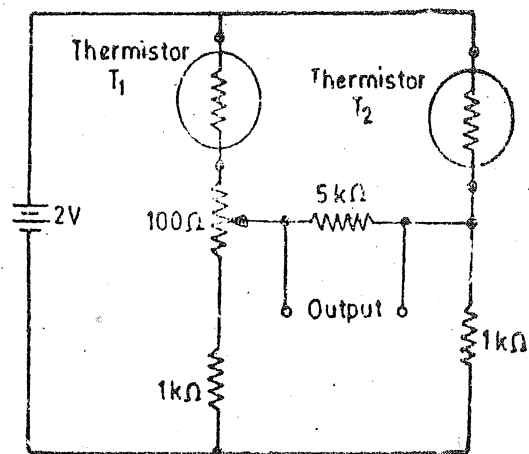 Thermistor
T1
Thermistor
T2
5kΩ
2V
100Ω
Output
1kΩ
1kΩ